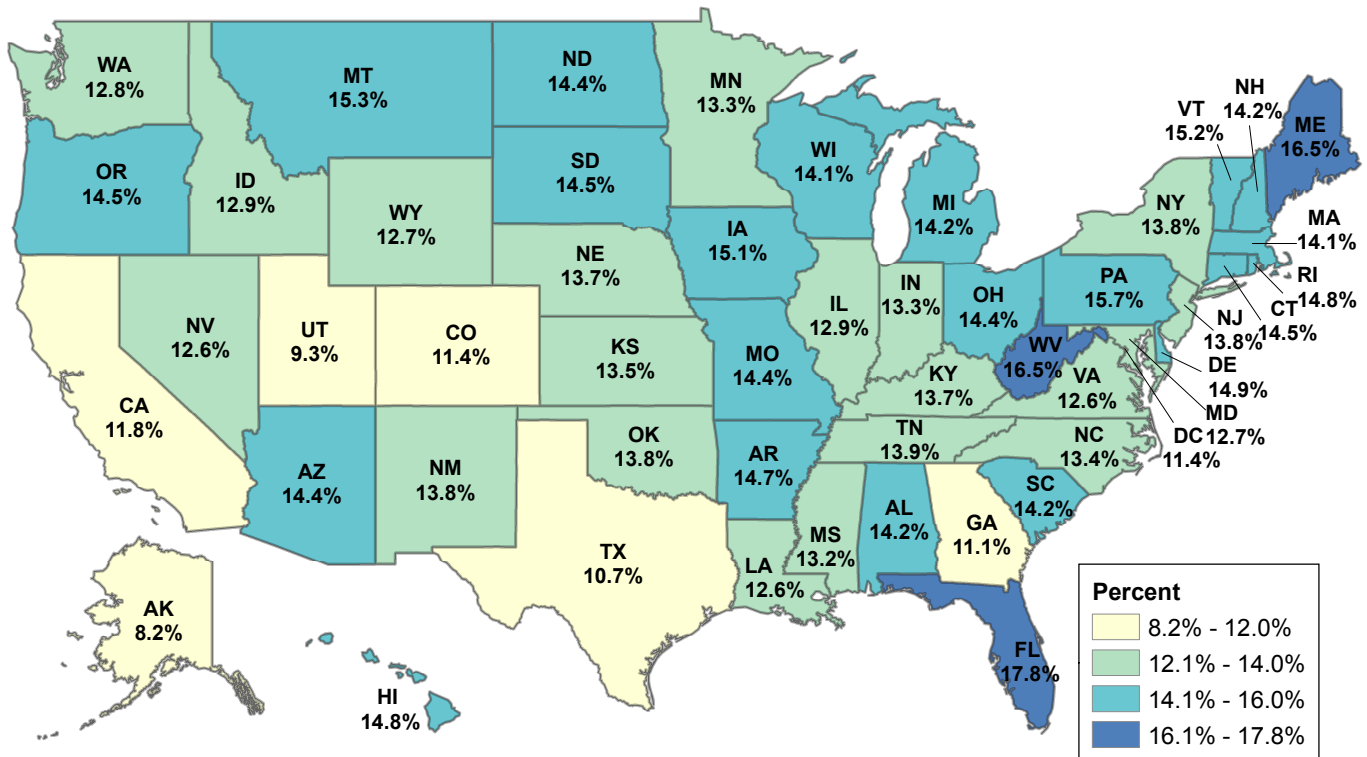 WA
12.8%
MT
15.3%
ND
14.4%
MN
13.3%
OR
14.5%
ID
12.9%
WY
12.7%
SD
14.5%
WI
14.1%
MI
14.2%
VT
15.2%
NH
14.2%
ME
16.5%
NY
13.8%
MA
14.1%
RI
14.8%
CT
14.5%
NJ
13.8%
PA
15.7%
DE
14.9%
MD
12.7%
DC
11.4%
NV
12.6%
UT
9.3%
CO
11.4%
NE
13.7%
IA
15.1%
IL
12.9%
IN
13.3%
OH
14.4%
WV
16.5%
VA
12.6%
CA
11.8%
KS
13.5%
MO
14.4%
KY
13.7%
TN
13.9%
NC
13.4%
AZ
14.4%
NM
13.8%
OK
13.8%
AR
14.7%
SC
14.2%
TX
10.7%
LA
12.6%
MS
13.2%
AL
14.2%
GA
11.1%
FL
17.8%
AK
8.2%
HI
14.8%
Percent
8.2% - 12.0%
12.1% - 14.0%
14.1% - 16.0%
16.1% - 17.8%